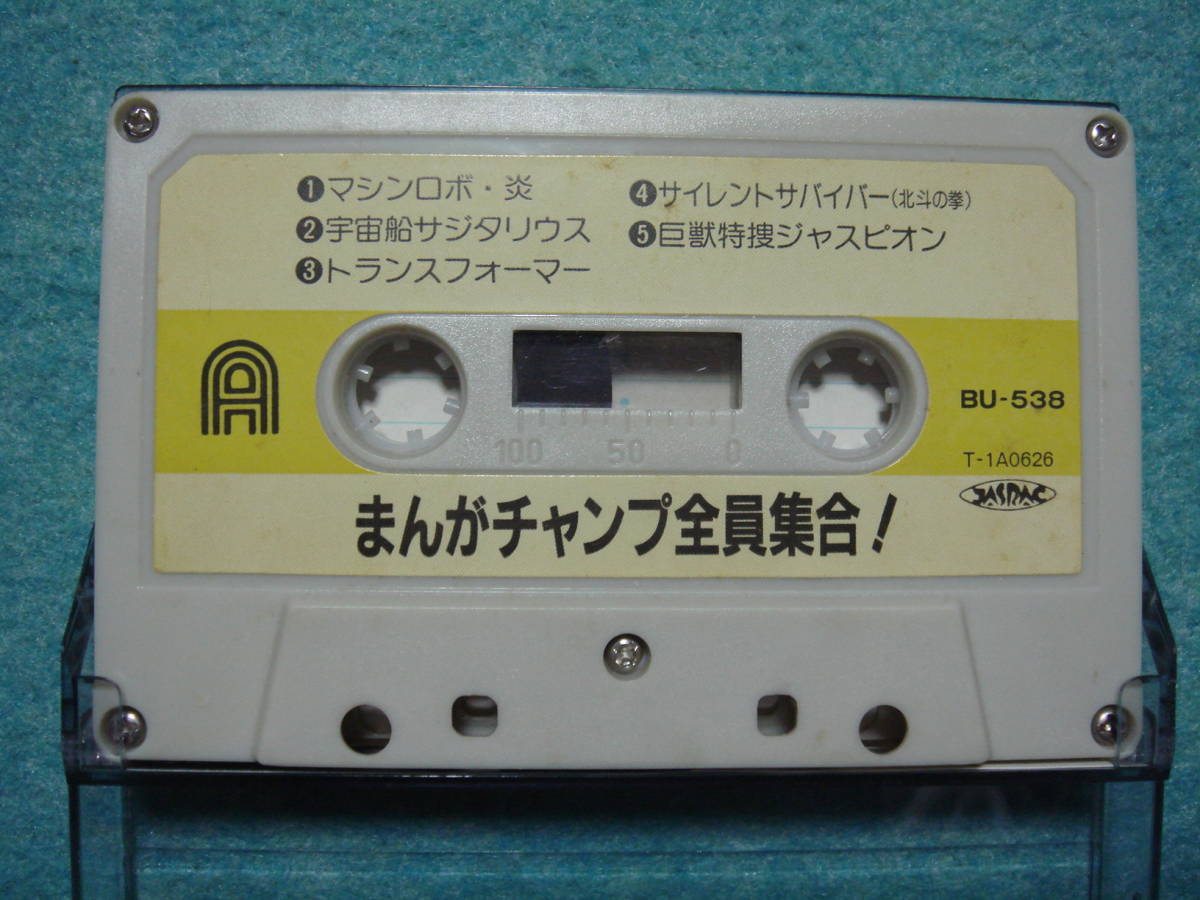 ❶マシンロボ・炎
❷宇宙船サジタリウス
❸トランスフォーマー
❹サイレントサバイバー(北斗の拳)
❺巨獣特捜ジャスピオン
A
100 50 0
BU-538
T-1A0626
JASRAC
まんがチャンプ全員集合!